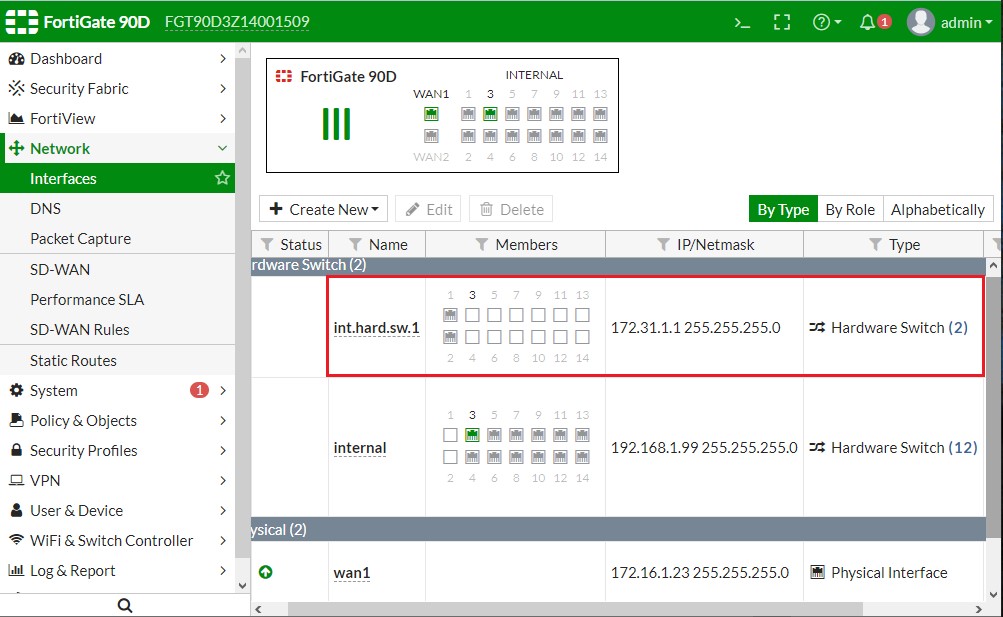 FortiGate 90D FGT90D3Z14001509 >_ ? 1 admin
Dashboard
Security Fabric
FortiView
Network
Interfaces
DNS
Packet Capture
SD-WAN
Performance SLA
SD-WAN Rules
Static Routes
System 1
Policy & Objects
Security Profiles
VPN
User & Device
WiFi & Switch Controller
Log & Report
FortiGate 90D
INTERNAL
WAN1 1 3 5 7 9 11 13
WAN2 2 4 6 8 10 12 14
+ Create New Edit Delete By Type By Role Alphabetically
Status Name Members IP/Netmask Type
rdware Switch (2)
1 3 5 7 9 11 13
int.hard.sw.1 172.31.1.1 255.255.255.0 Hardware Switch (2)
2 4 6 8 10 12 14
1 3 5 7 9 11 13
internal 192.168.1.99 255.255.255.0 Hardware Switch (12)
2 4 6 8 10 12 14
ysical (2)
wan1 172.16.1.23 255.255.255.0 Physical Interface